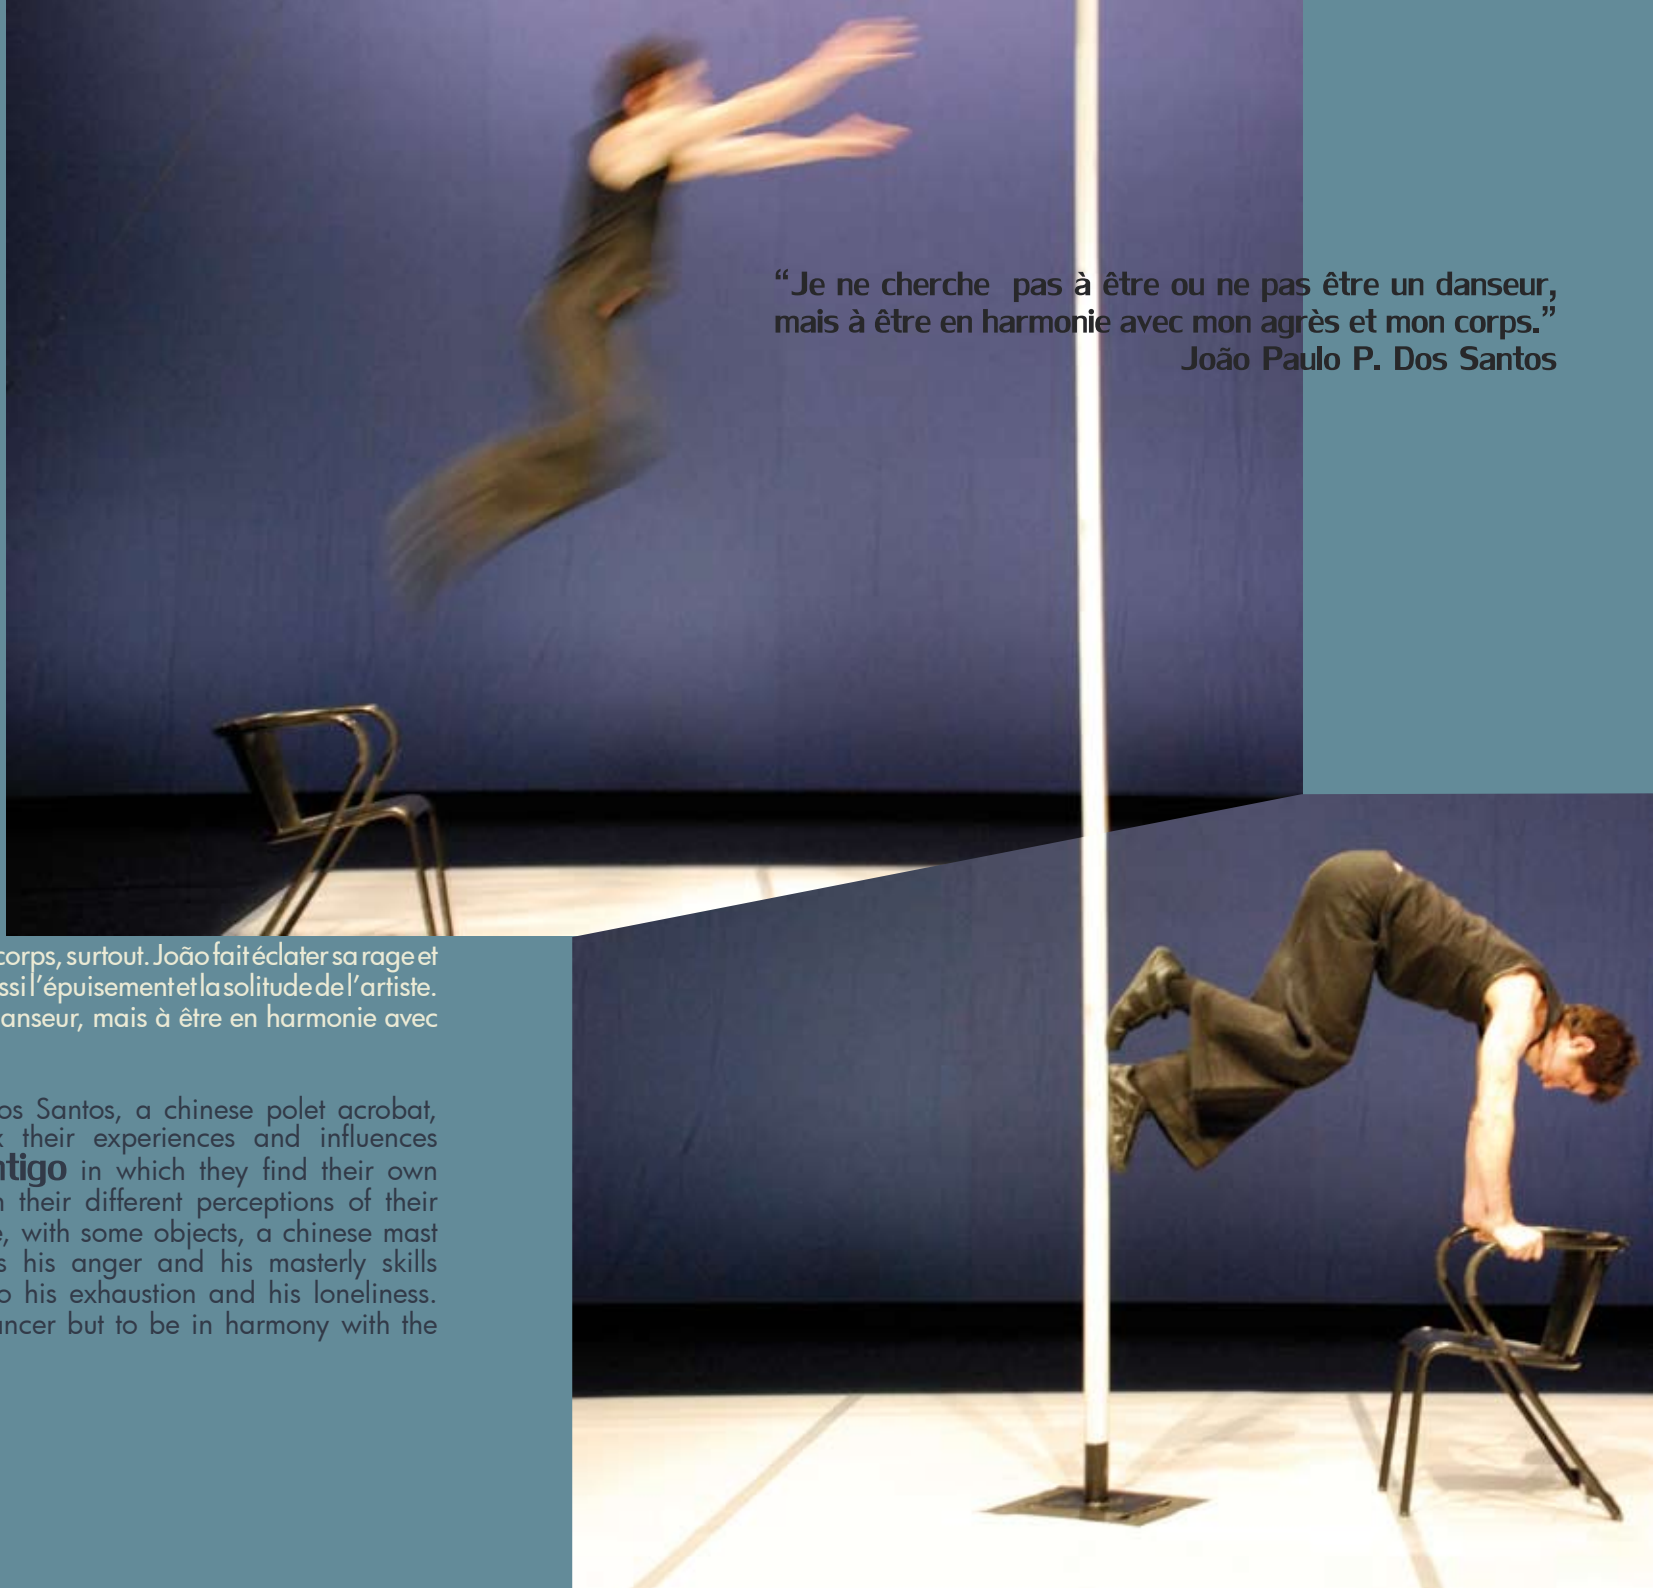 “Je ne cherche pas à être ou ne pas être un danseur,
mais à être en harmonie avec mon agrès et mon corps.”
João Paulo P. Dos Santos
corps, surtout. João fait éclater sa rage et
l’épuisement et la solitude de l’artiste.
mais à être en harmonie avec
Santos, a chinese polet acrobat,
their experiences and influences
in which they find their own
their different perceptions of their
with some objects, a chinese mast
his anger and his masterly skills
his exhaustion and his loneliness.
but to be in harmony with the